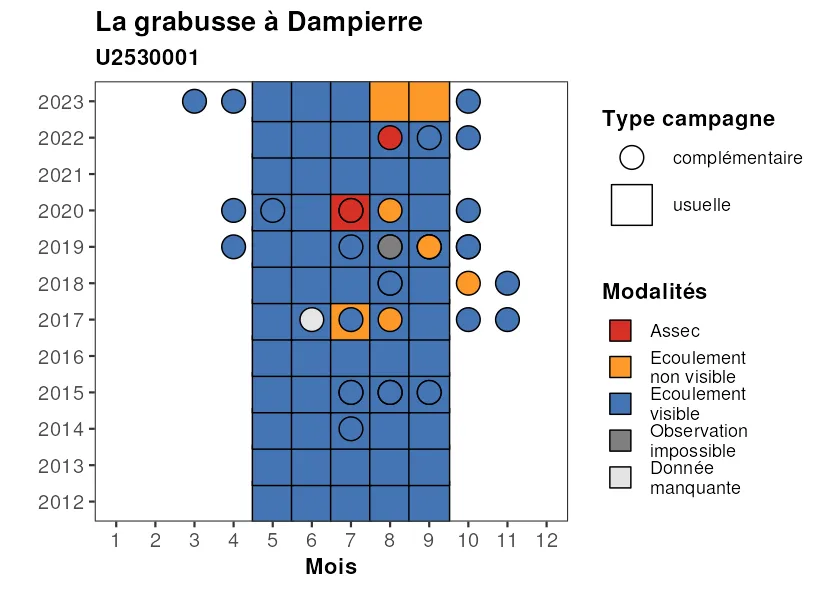 La grabusse à Dampierre
U2530001
2023
2022
2021
2020
2019
2018
2017
2016
2015
2014
2013
2012
1 2 3 4 5 6 7 8 9 10 11 12
Mois
Type campagne
complémentaire
usuelle
Modalités
Assec
Ecoulement
non visible
Ecoulement
visible
Observation
impossible
Donnée
manquante